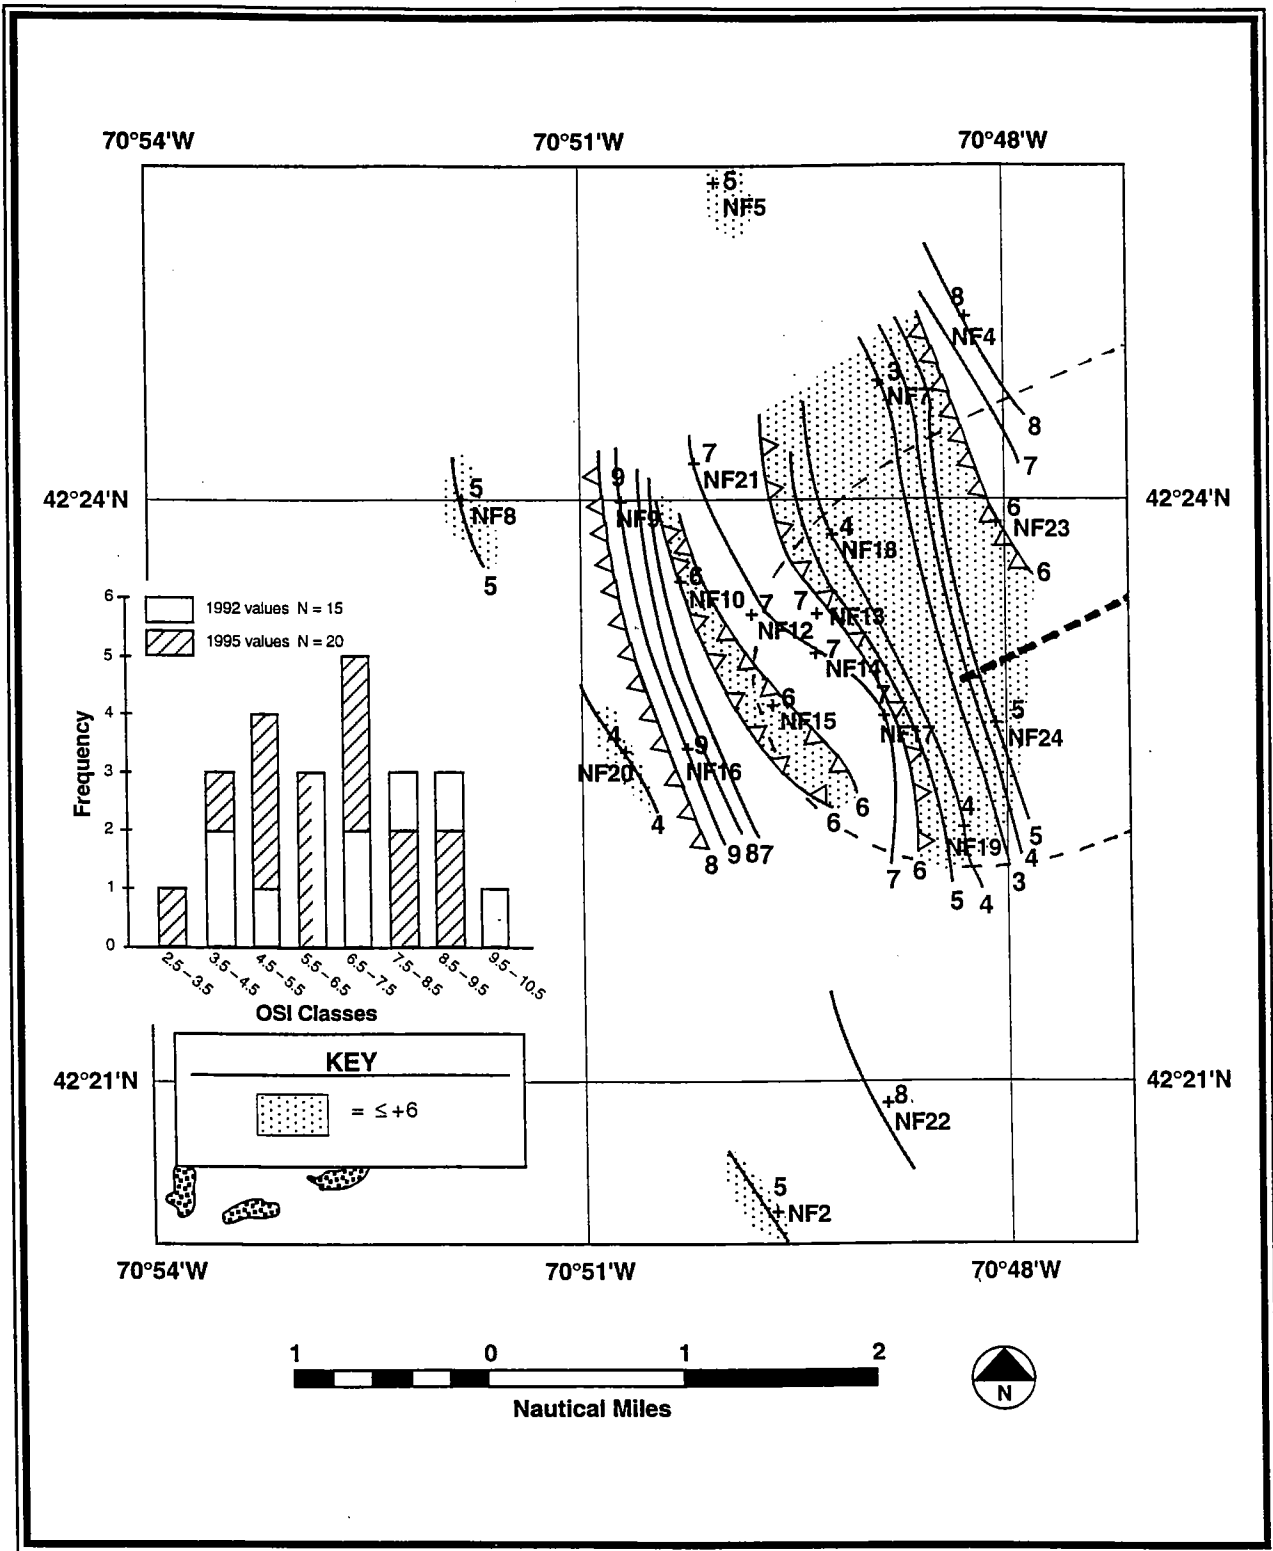 70°54'W 70°51'W 70°48'W
+5
NF5
8
+
NF4
3
+
NF7
8
7
7
+
NF21
9
+
NF9
5
+
NF8
42°24'N 42°24'N
6
+
NF23
6
4
+
NF18
5
6
+
NF10
7
+
NF12
7
+
NF13
7
+
NF14
6
+
NF15
7
+
NF17
5
+
NF24
4
+
NF20
9
+
NF16
4
+
NF19
4
8
9
8
7
6
6
7
6
5
4
3
4
5
1992 values N = 15
1995 values N = 20
6
5
4
3
2
1
0
Frequency
2.5 – 3.5
3.5 – 4.5
4.5 – 5.5
5.5 – 6.5
6.5 – 7.5
7.5 – 8.5
8.5 – 9.5
9.5 – 10.5
OSI Classes
KEY
= ≤ +6
42°21'N 42°21'N
+8
NF22
5
+NF2
70°54'W 70°51'W 70°48'W
1 0 1 2
Nautical Miles
N